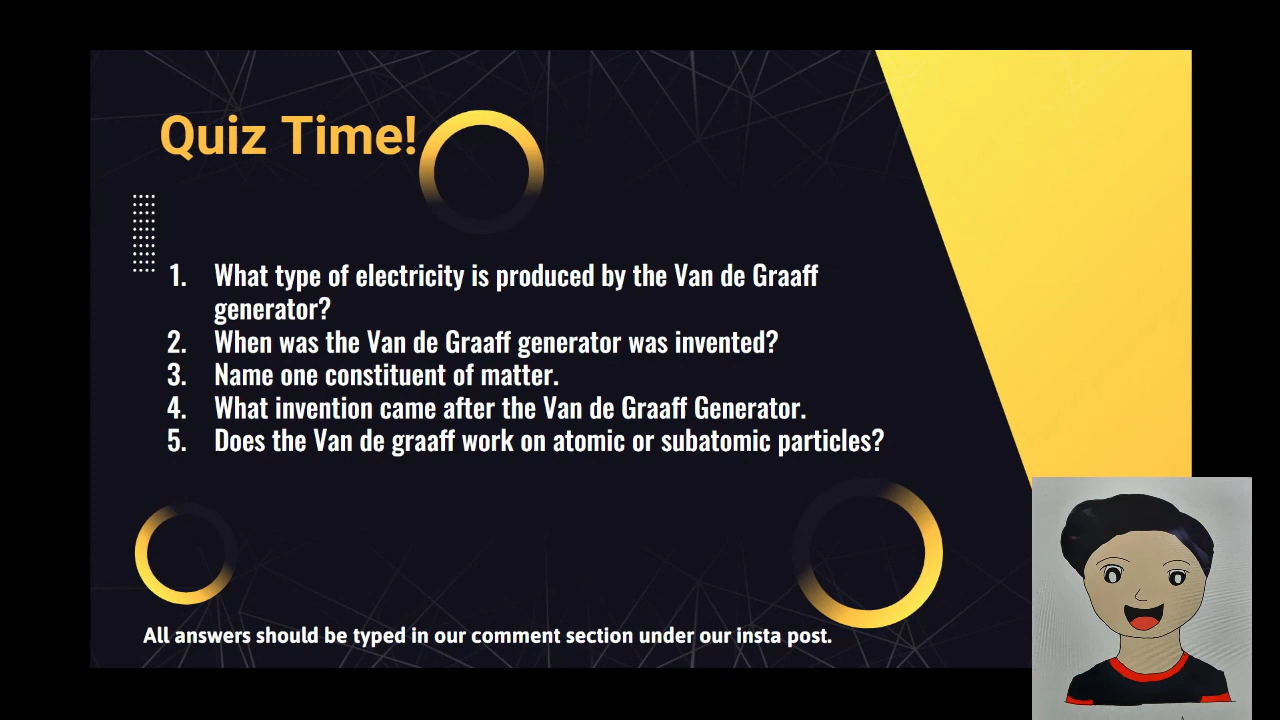 Quiz Time!
1. What type of electricity is produced by the Van de Graaff
generator?
2. When was the Van de Graaff generator was invented?
3. Name one constituent of matter.
4. What invention came after the Van de Graaff Generator.
5. Does the Van de graaff work on atomic or subatomic particles?
All answers should be typed in our comment section under our insta post.